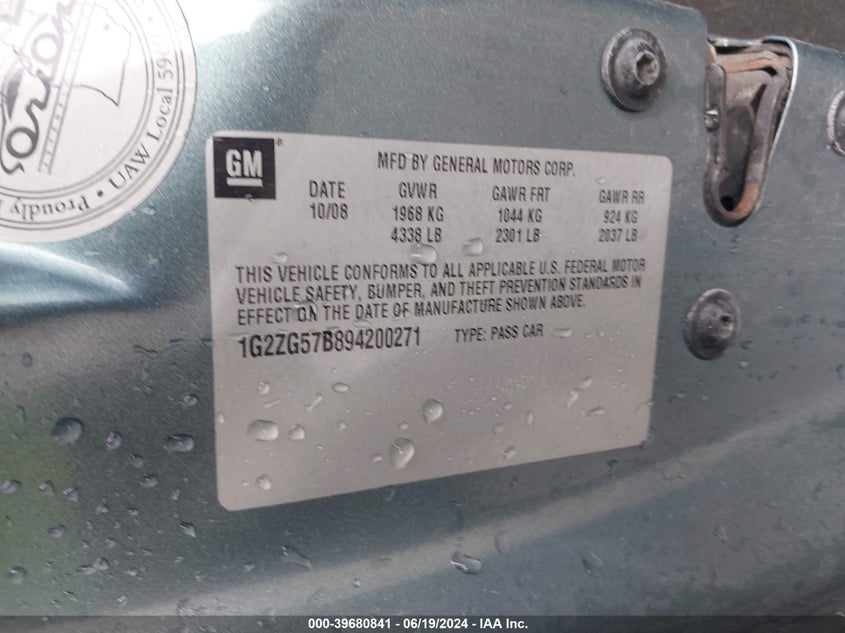 Orion
UAW Local 596
Proudly
GM
MFD BY GENERAL MOTORS CORP.
DATE GVWR GAWR FRT GAWR RR
10/08 1968 KG 1044 KG 924 KG
4338 LB 2301 LB 2037 LB
THIS VEHICLE CONFORMS TO ALL APPLICABLE U.S. FEDERAL MOTOR
VEHICLE SAFETY, BUMPER, AND THEFT PREVENTION STANDARDS IN
EFFECT ON THE DATE OF MANUFACTURE SHOWN ABOVE.
1G2ZG57B894200271 TYPE: PASS CAR
000-39680841 - 06/19/2024 - IAA Inc.